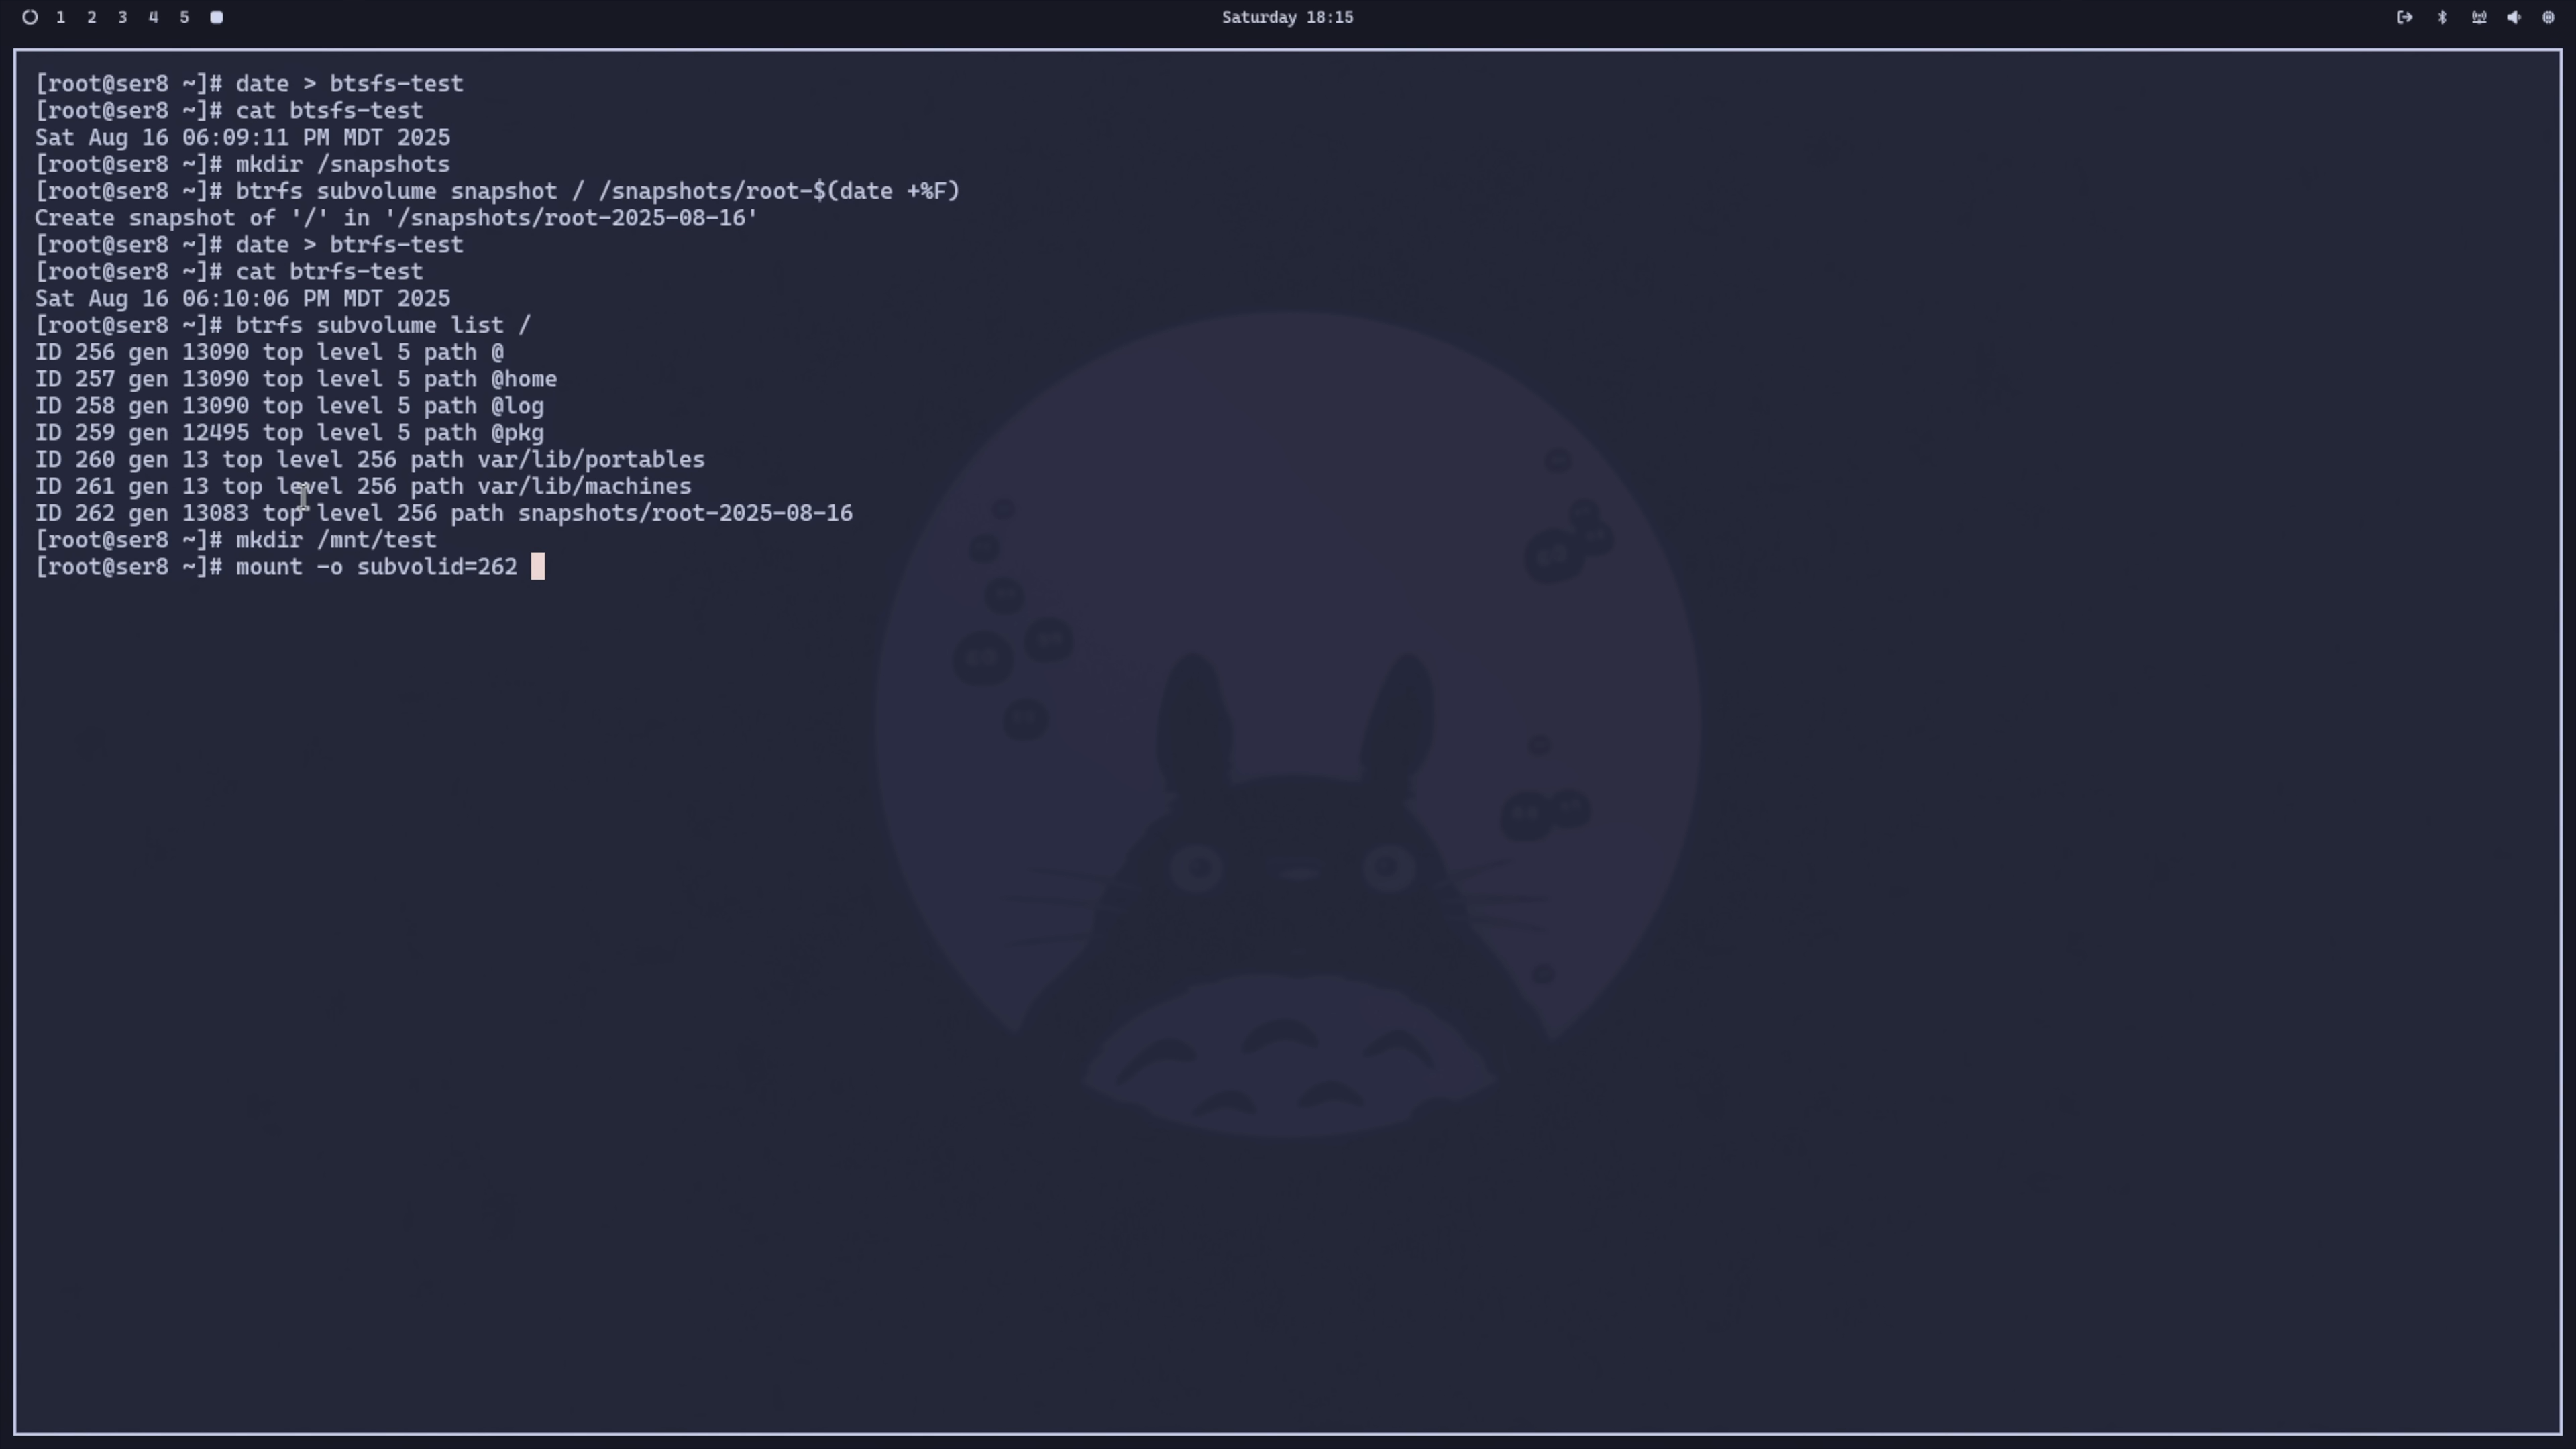 1 2 3 4 5
Saturday 18:15
[root@ser8 ~]# date > btsfs-test
[root@ser8 ~]# cat btsfs-test
Sat Aug 16 06:09:11 PM MDT 2025
[root@ser8 ~]# mkdir /snapshots
[root@ser8 ~]# btrfs subvolume snapshot / /snapshots/root-$(date +%F)
Create snapshot of '/' in '/snapshots/root-2025-08-16'
[root@ser8 ~]# date > btrfs-test
[root@ser8 ~]# cat btrfs-test
Sat Aug 16 06:10:06 PM MDT 2025
[root@ser8 ~]# btrfs subvolume list /
ID 256 gen 13090 top level 5 path @
ID 257 gen 13090 top level 5 path @home
ID 258 gen 13090 top level 5 path @log
ID 259 gen 12495 top level 5 path @pkg
ID 260 gen 13 top level 256 path var/lib/portables
ID 261 gen 13 top level 256 path var/lib/machines
ID 262 gen 13083 top level 256 path snapshots/root-2025-08-16
[root@ser8 ~]# mkdir /mnt/test
[root@ser8 ~]# mount -o subvolid=262